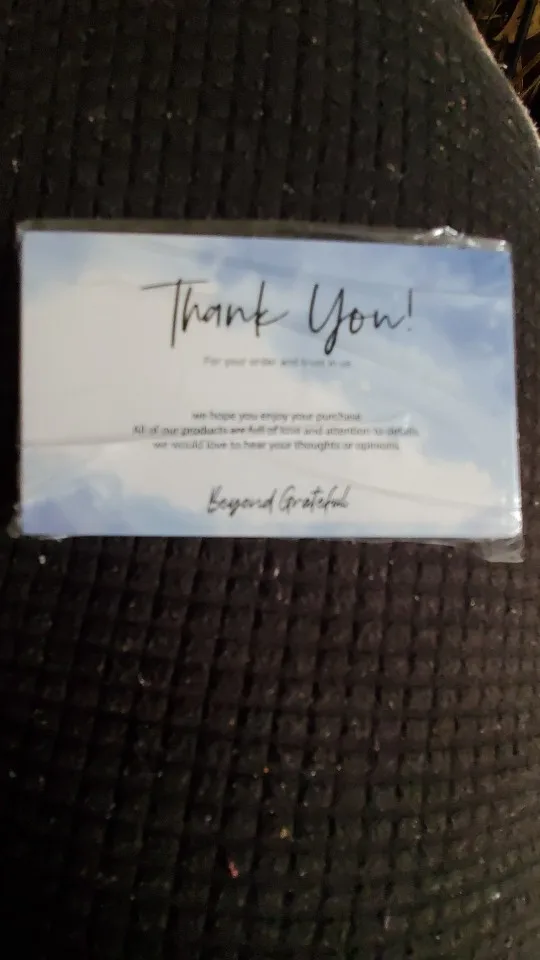 Thank You!
For your order and trust in us
we hope you enjoy your purchase.
All of our products are full of love and attention to details
we would love to hear your thoughts or opinions
Beyond Grateful